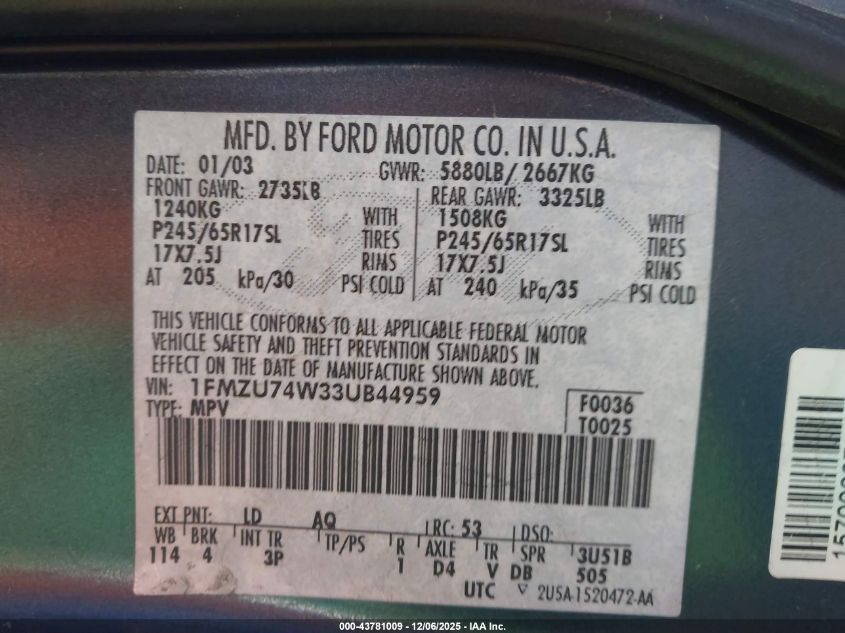 MFD. BY FORD MOTOR CO. IN U.S.A.
DATE: 01/03 GVWR: 5880LB/ 2667KG
FRONT GAWR: 2735LB REAR GAWR: 3325LB
1240KG WITH 1508KG WITH
P245/65R17SL TIRES P245/65R17SL TIRES
17X7.5J RIMS 17X7.5J RIMS
AT 205 kPa/30 PSI COLD AT 240 kPa/35 PSI COLD
THIS VEHICLE CONFORMS TO ALL APPLICABLE FEDERAL MOTOR
VEHICLE SAFETY AND THEFT PREVENTION STANDARDS IN
EFFECT ON THE DATE OF MANUFACTURE SHOWN ABOVE.
VIN: 1FMZU74W33UB44959
TYPE: MPV
F0036
T0025
EXT PNT: LD AQ LRC: 53 DSO:
WB BRK INT TR TP/PS R AXLE TR SPR 3U51B
114 4 3P 1 D4 V DB 505
UTC ▽ 2U5A-1520472-AA
000-43781009 - 12/06/2025 - IAA Inc.